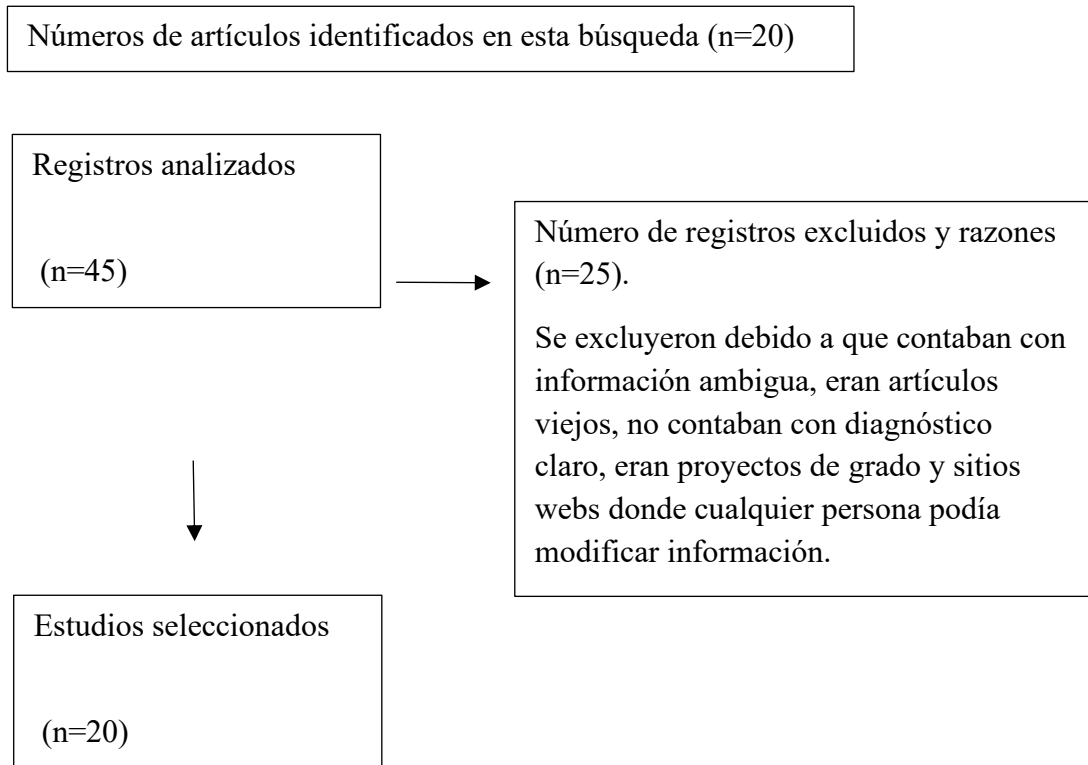 Números de artículos identificados en esta búsqueda (n=20)
Registros analizados
(n=45)
Número de registros excluidos y razones
(n=25).
Se excluyeron debido a que contaban con
información ambigua, eran artículos
viejos, no contaban con diagnóstico
claro, eran proyectos de grado y sitios
webs donde cualquier persona podía
modificar información.
Estudios seleccionados
(n=20)